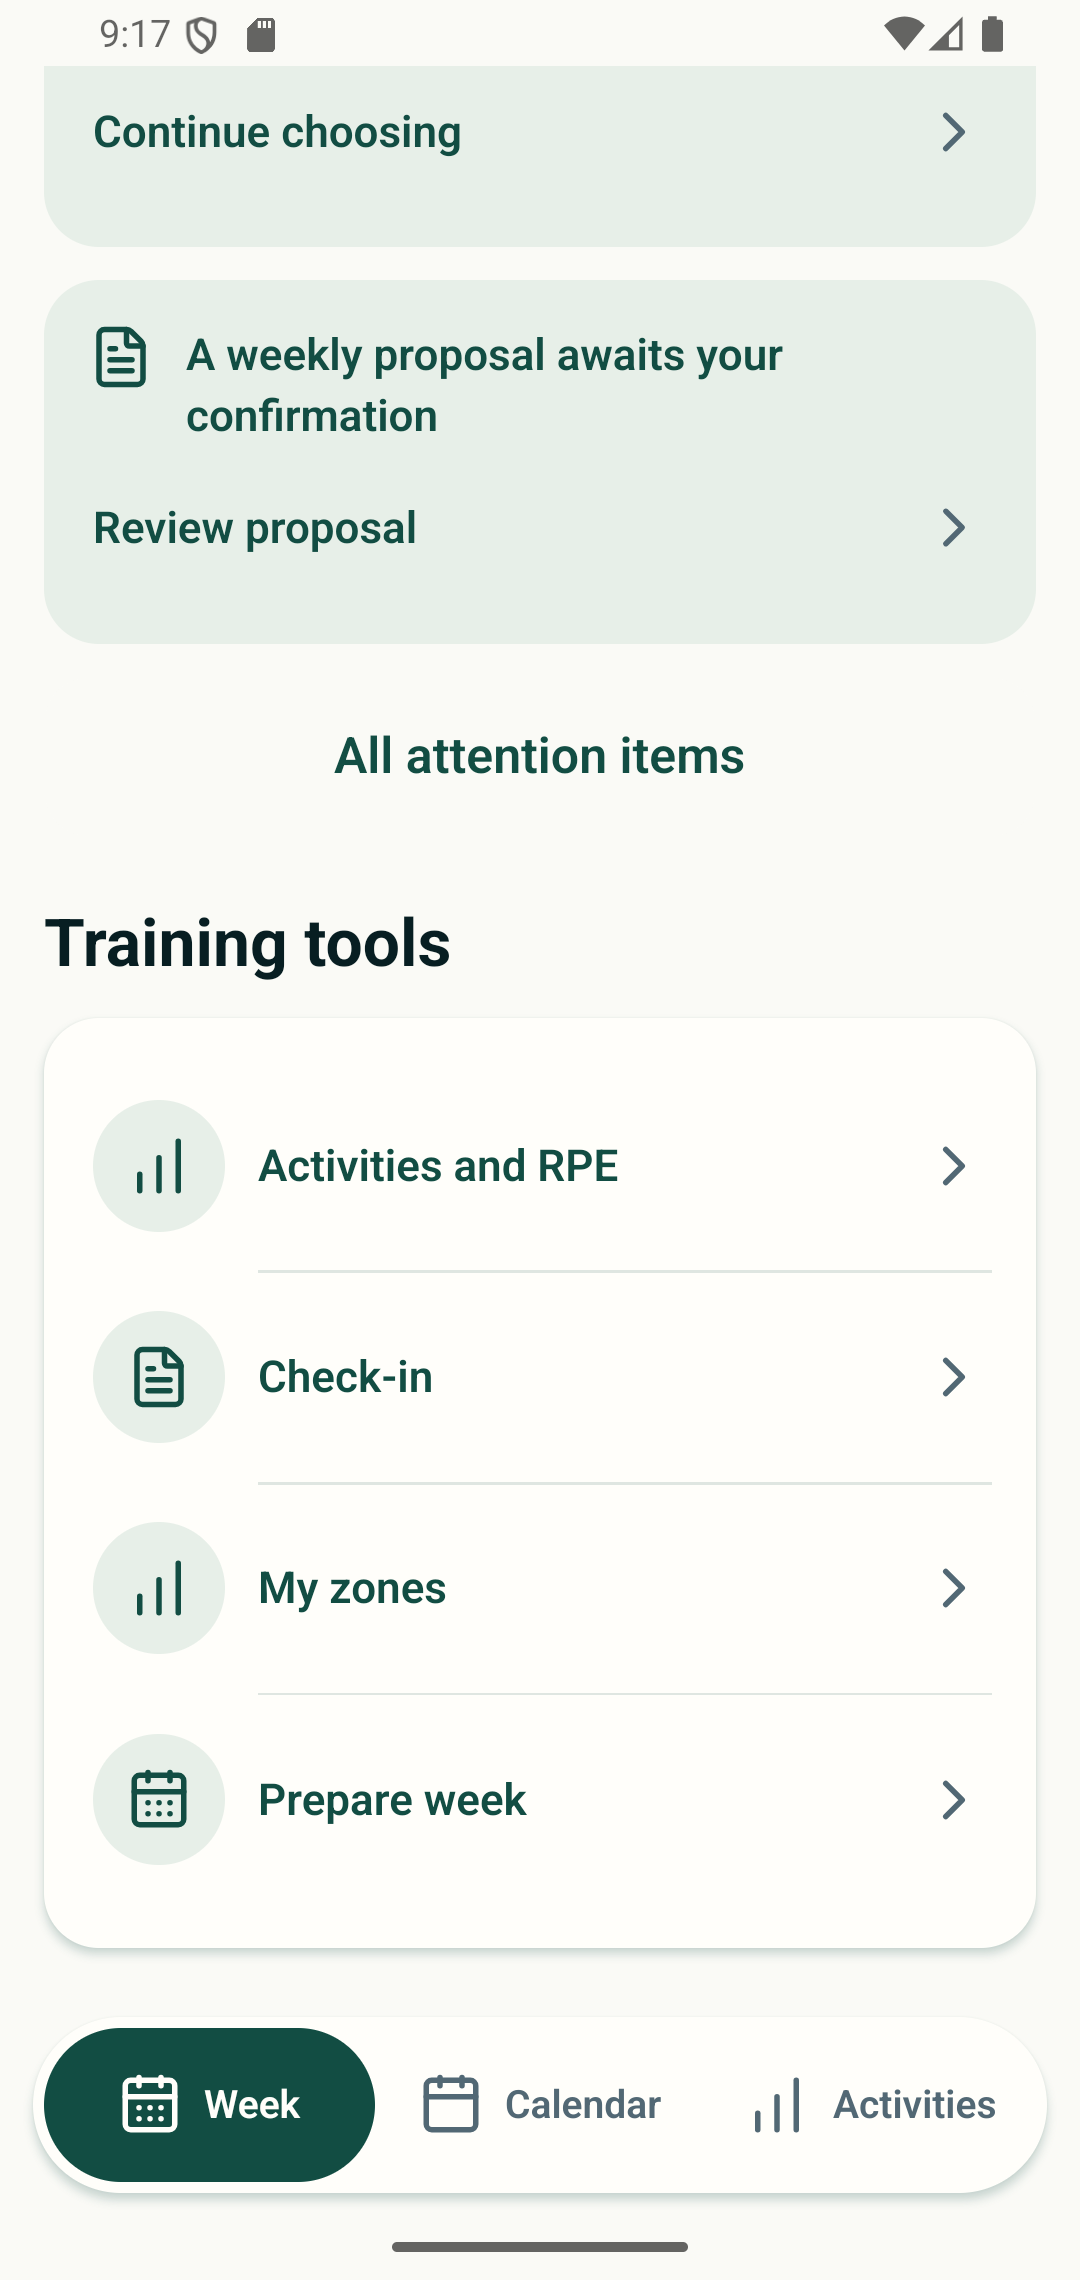 9:17
Continue choosing
A weekly proposal awaits your
confirmation
Review proposal
All attention items
Training tools
Activities and RPE
Check-in
My zones
Prepare week
Week
Calendar
Activities